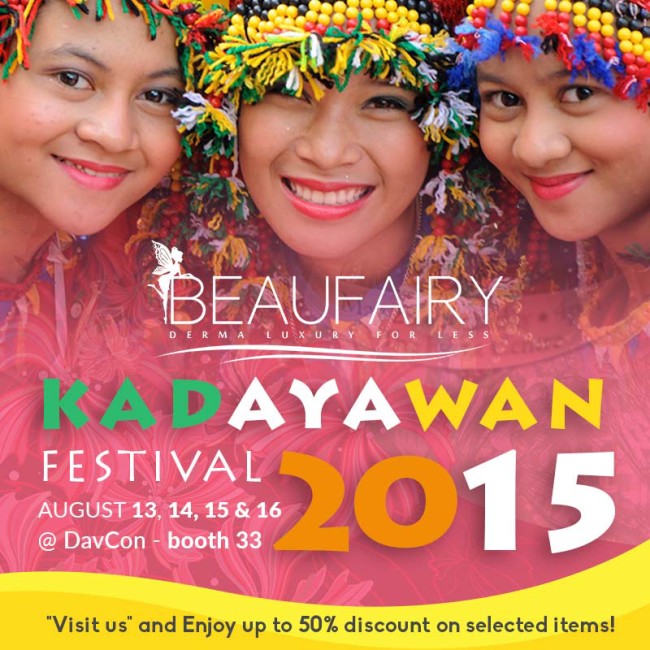 BEAUFAIRY
DERMA LUXURY FOR LESS
KADAYAWAN
FESTIVAL 2015
AUGUST 13, 14, 15 & 16
@ DavCon - booth 33
"Visit us" and Enjoy up to 50% discount on selected items!